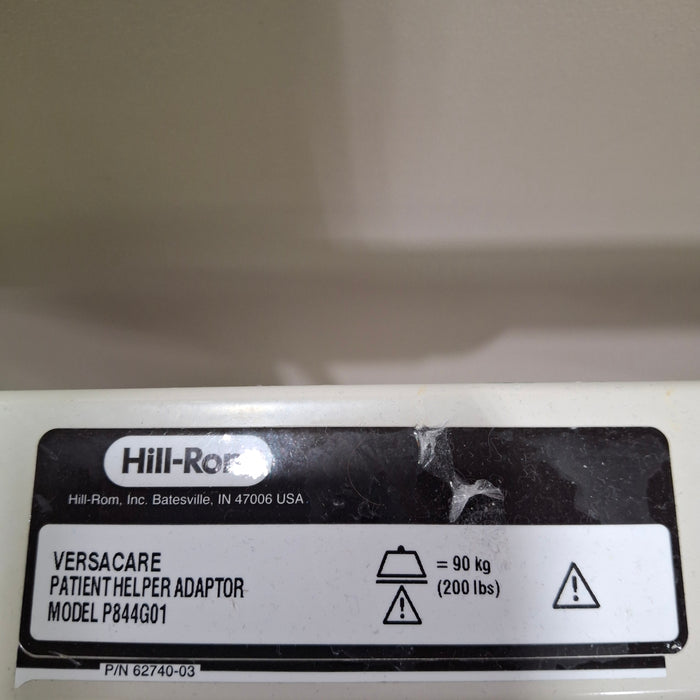 Hill-Rom
Hill-Rom, Inc. Batesville, IN 47006 USA
VERSACARE
PATIENT HELPER ADAPTOR
MODEL P844G01
= 90 kg
(200 lbs)
P/N 62740-03